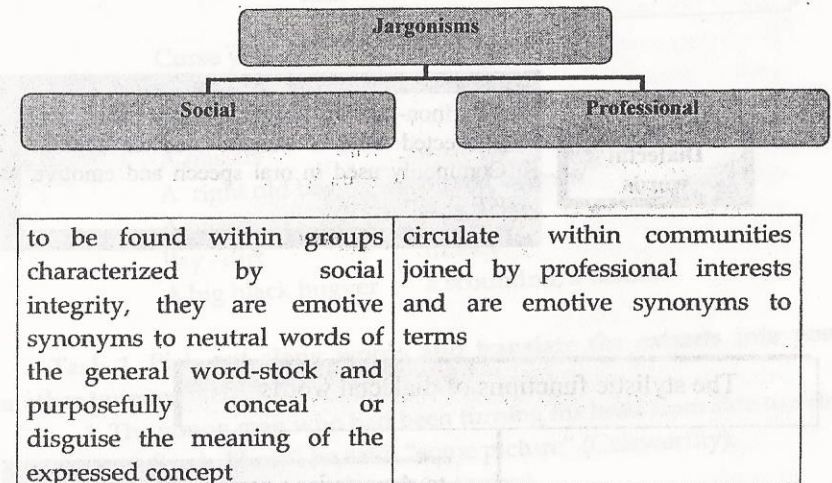 Jargonisms
Social
Professional
to be found within groups
characterized by social
integrity, they are emotive
synonyms to neutral words of
the general word-stock and
purposefully conceal or
disguise the meaning of the
expressed concept
circulate within communities
joined by professional interests
and are emotive synonyms to
terms